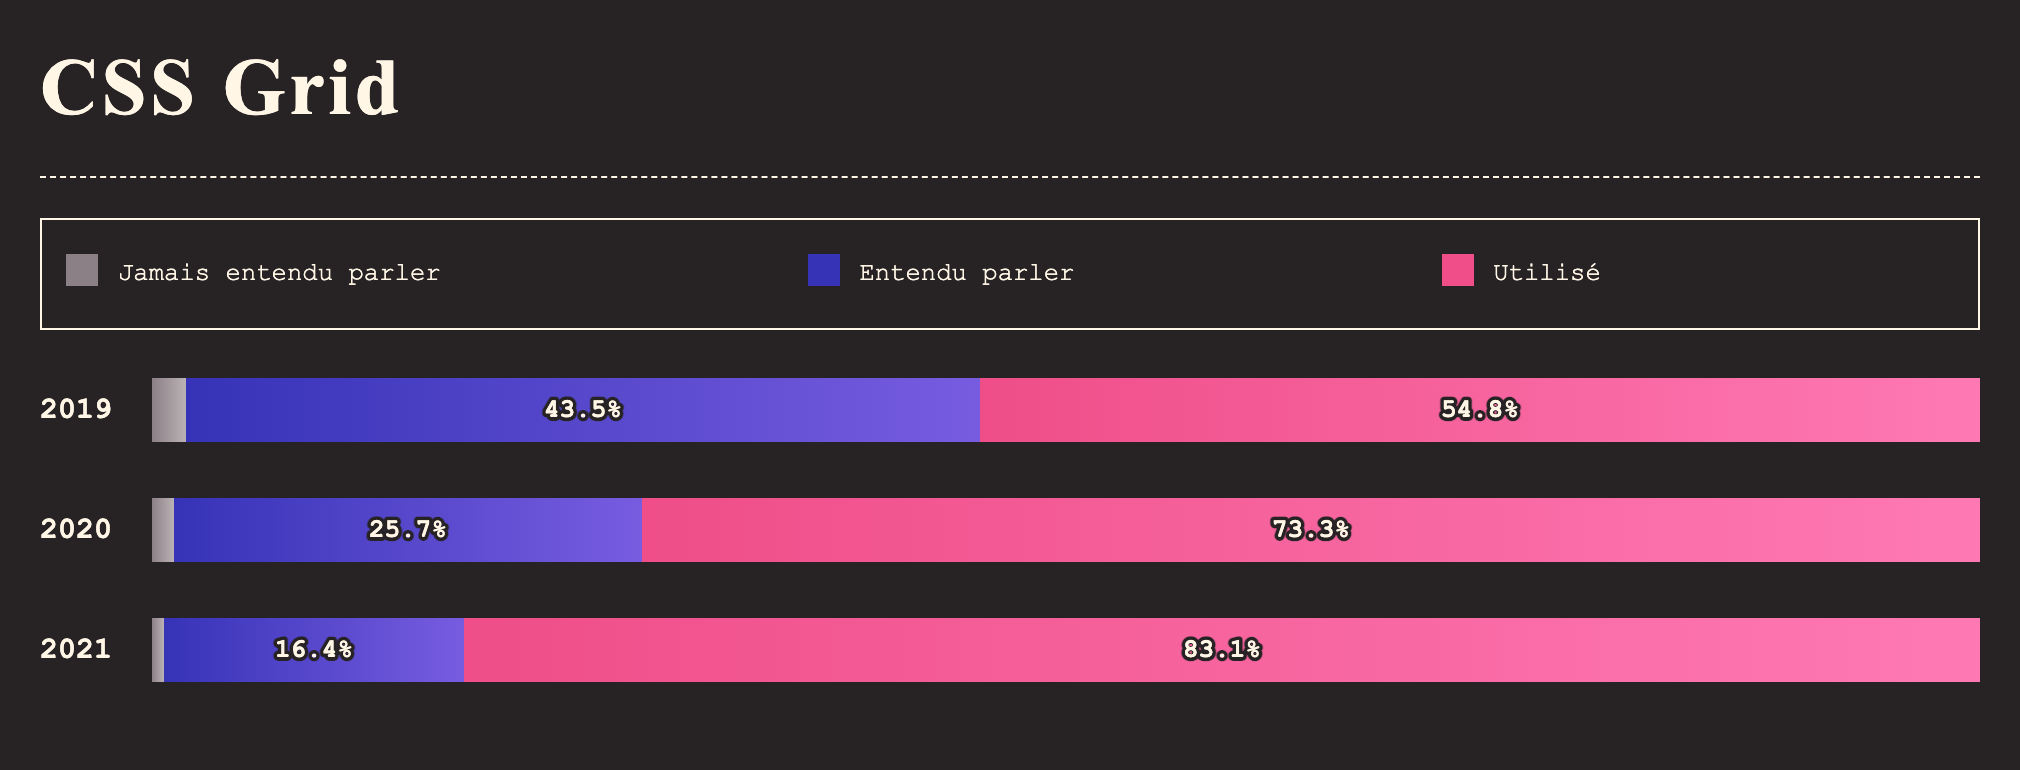 CSS Grid
Jamais entendu parler
Entendu parler
Utilisé
2019 43.5% 54.8%
2020 25.7% 73.3%
2021 16.4% 83.1%